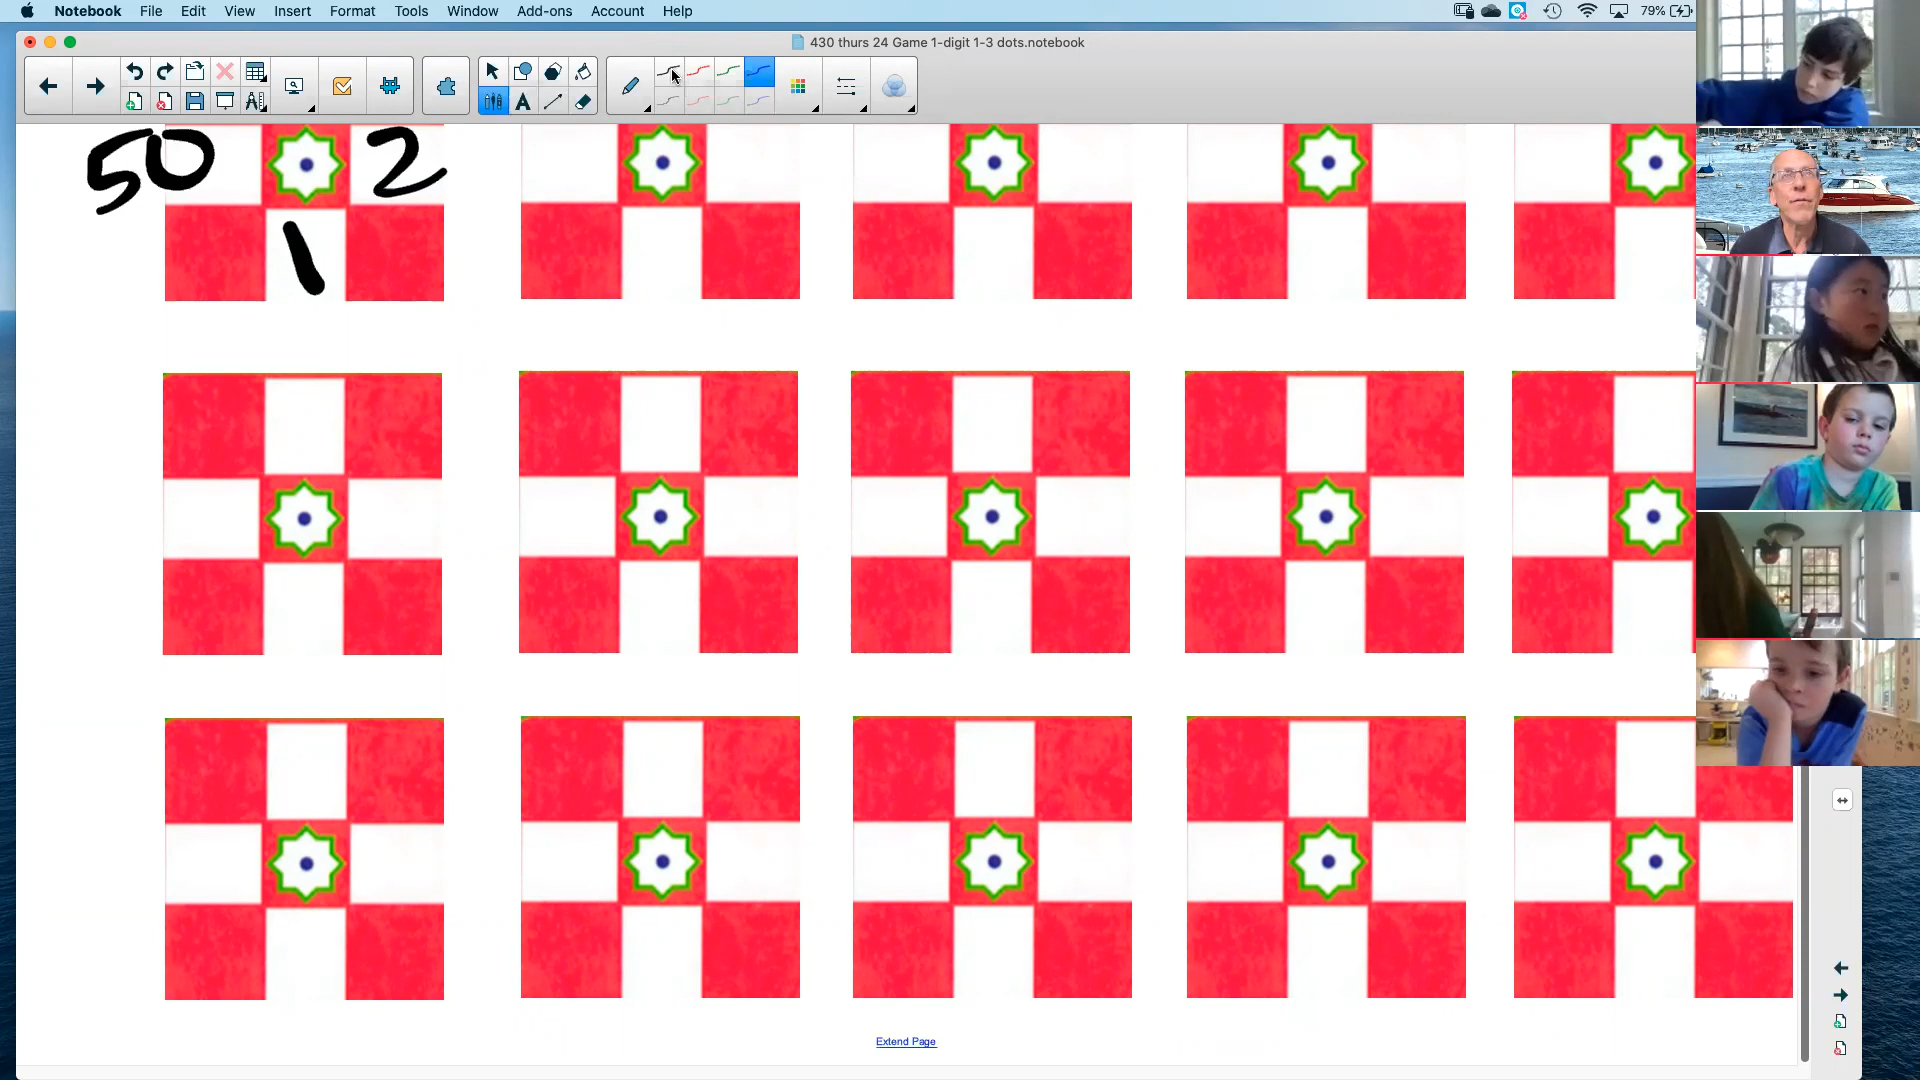 Notebook File Edit View Insert Format Tools Window Add-ons Account Help 79%
430 thurs 24 Game 1-digit 1-3 dots.notebook
A
50 2
1
Extend Page